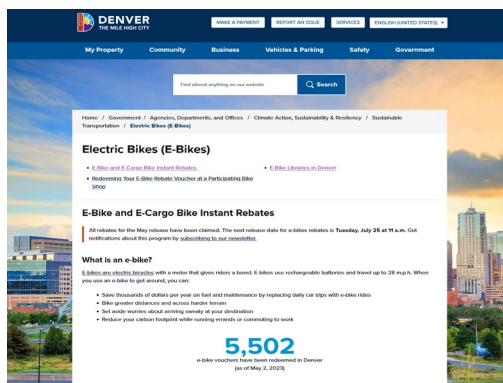 DENVER
THE MILE HIGH CITY
MAKE A PAYMENT
REPORT AN ISSUE
SERVICES
ENGLISH (UNITED STATES)
My Property
Community
Business
Vehicles & Parking
Safety
Government
Find almost anything on our website
Search
Home / Government / Agencies, Departments, and Offices / Climate Action, Sustainability & Resiliency / Sustainable
Transportation / Electric Bikes (E-Bikes)
Electric Bikes (E-Bikes)
• E-Bike and E-Cargo Bike Instant Rebates
• Redeeming Your E-Bike Rebate Voucher at a Participating Bike
Shop
• E-Bike Libraries in Denver
E-Bike and E-Cargo Bike Instant Rebates
All rebates for the May release have been claimed. The next release date for e-bikes rebates is Tuesday, July 25 at 11 a.m. Get
notifications about this program by subscribing to our newsletter.
What is an e-bike?
E-bikes are electric bicycles with a motor that gives riders a boost. E-bikes use rechargeable batteries and travel up to 28 m.p.h. When
you use an e-bike to get around, you can:
• Save thousands of dollars per year on fuel and maintenance by replacing daily car trips with e-bike rides
• Bike greater distances and across harder terrain
• Set aside worries about arriving sweaty at your destination
• Reduce your carbon footprint while running errands or commuting to work
5,502
e-bike vouchers have been redeemed in Denver
(as of May 2, 2023)